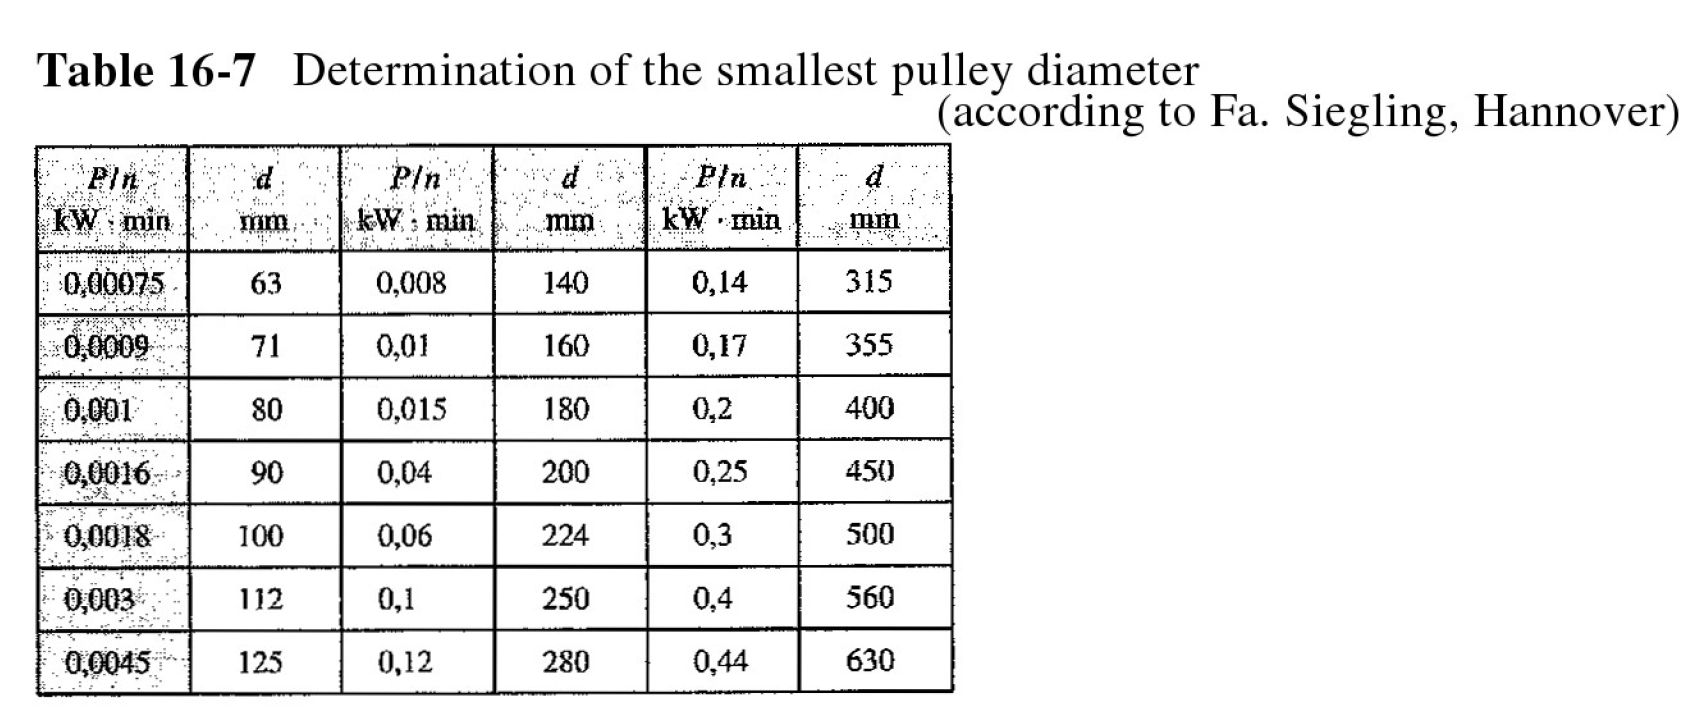 Table 16-7 Determination of the smallest pulley diameter
(according to Fa. Siegling, Hannover)
P/n d P/n d P/n d
kW · min mm kW · min mm kW · min mm
0,00075 63 0,008 140 0,14 315
0,0009 71 0,01 160 0,17 355
0,001 80 0,015 180 0,2 400
0,0016 90 0,04 200 0,25 450
0,0018 100 0,06 224 0,3 500
0,003 112 0,1 250 0,4 560
0,0045 125 0,12 280 0,44 630